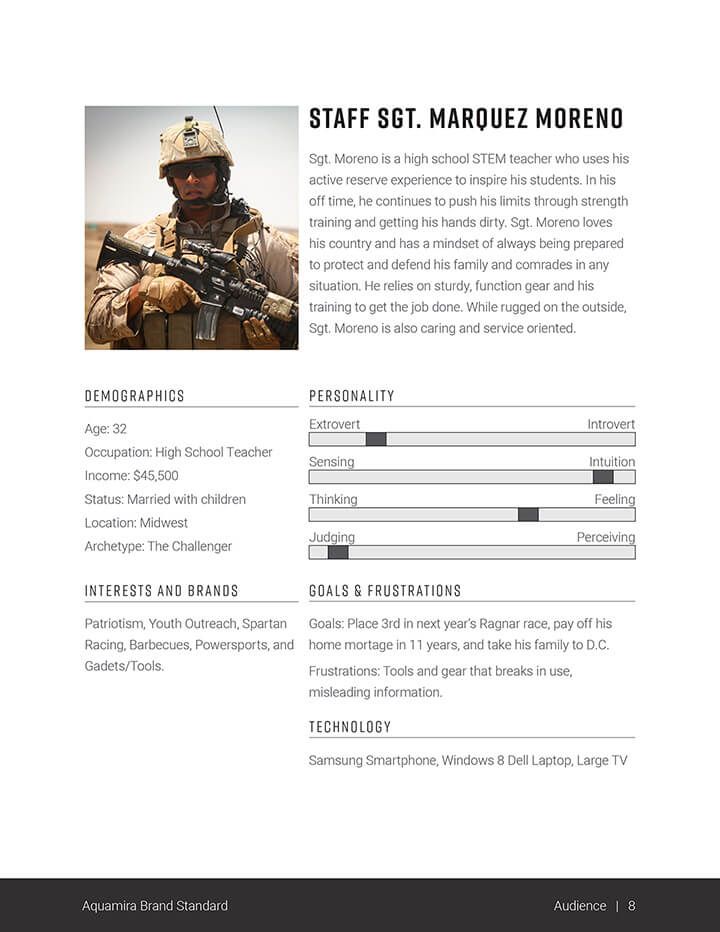 STAFF SGT. MARQUEZ MORENO
Sgt. Moreno is a high school STEM teacher who uses his
active reserve experience to inspire his students. In his
off time, he continues to push his limits through strength
training and getting his hands dirty. Sgt. Moreno loves
his country and has a mindset of always being prepared
to protect and defend his family and comrades in any
situation. He relies on sturdy, function gear and his
training to get the job done. While rugged on the outside,
Sgt. Moreno is also caring and service oriented.
DEMOGRAPHICS
Age: 32
Occupation: High School Teacher
Income: $45,500
Status: Married with children
Location: Midwest
Archetype: The Challenger
PERSONALITY
Extrovert Introvert
Sensing Intuition
Thinking Feeling
Judging Perceiving
INTERESTS AND BRANDS
Patriotism, Youth Outreach, Spartan
Racing, Barbecues, Powersports, and
Gadets/Tools.
GOALS & FRUSTRATIONS
Goals: Place 3rd in next year’s Ragnar race, pay off his
home mortage in 11 years, and take his family to D.C.
Frustrations: Tools and gear that breaks in use,
misleading information.
TECHNOLOGY
Samsung Smartphone, Windows 8 Dell Laptop, Large TV
Aquamira Brand Standard
Audience | 8